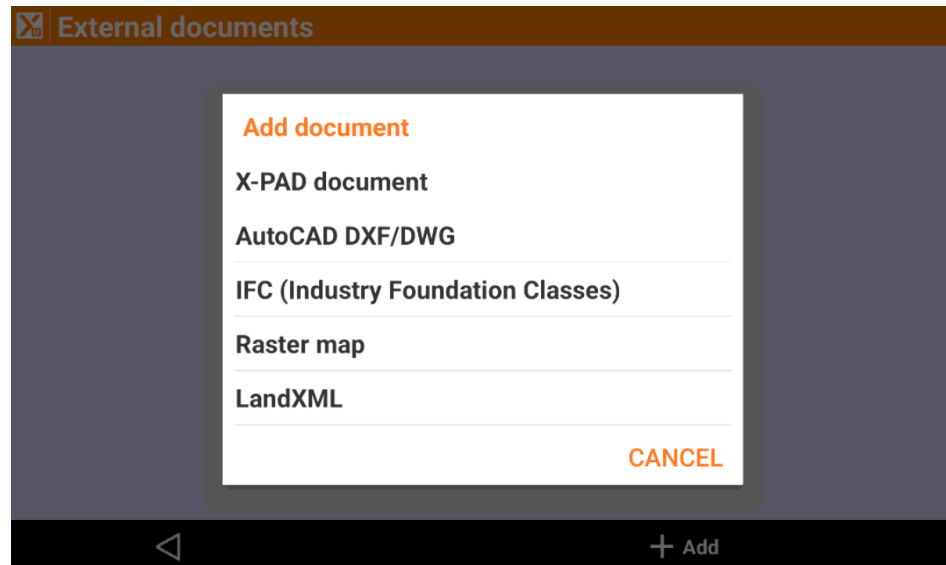 External documents
Add document
X-PAD document
AutoCAD DXF/DWG
IFC (Industry Foundation Classes)
Raster map
LandXML
CANCEL
Add